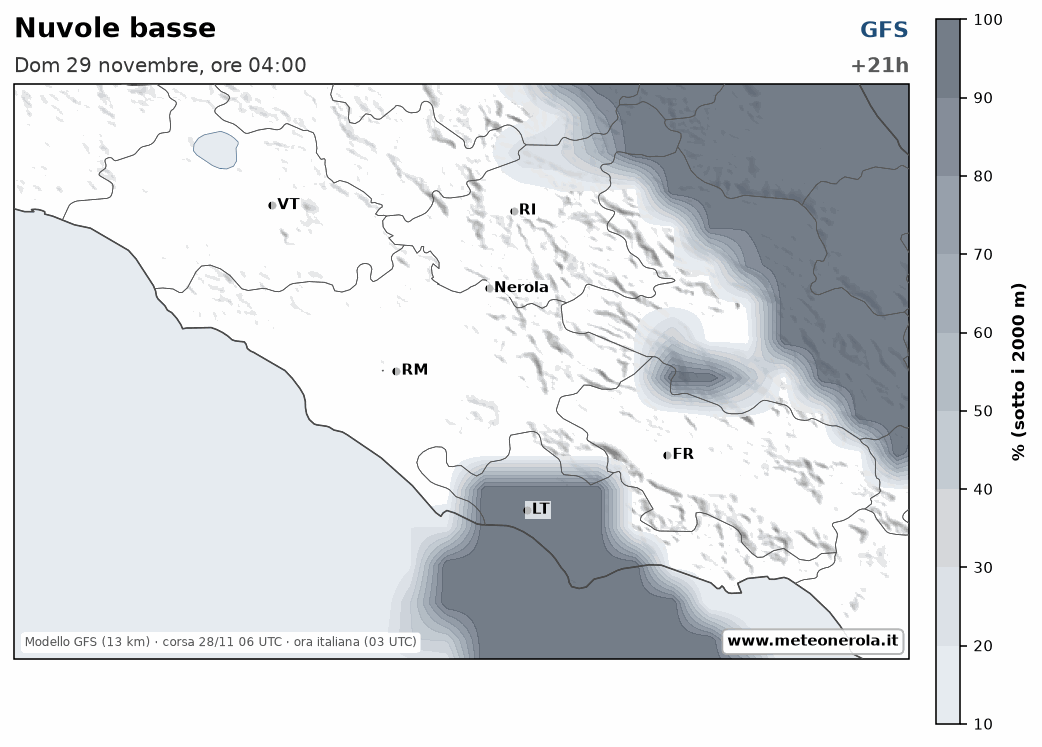 Nuvole basse
GFS
Dom 29 novembre, ore 04:00
+21h
VT
RI
Nerola
RM
FR
LT
Modello GFS (13 km) · corsa 28/11 06 UTC · ora italiana (03 UTC)
www.meteonerola.it
100
90
80
70
60
50
40
30
20
10
% (sotto i 2000 m)